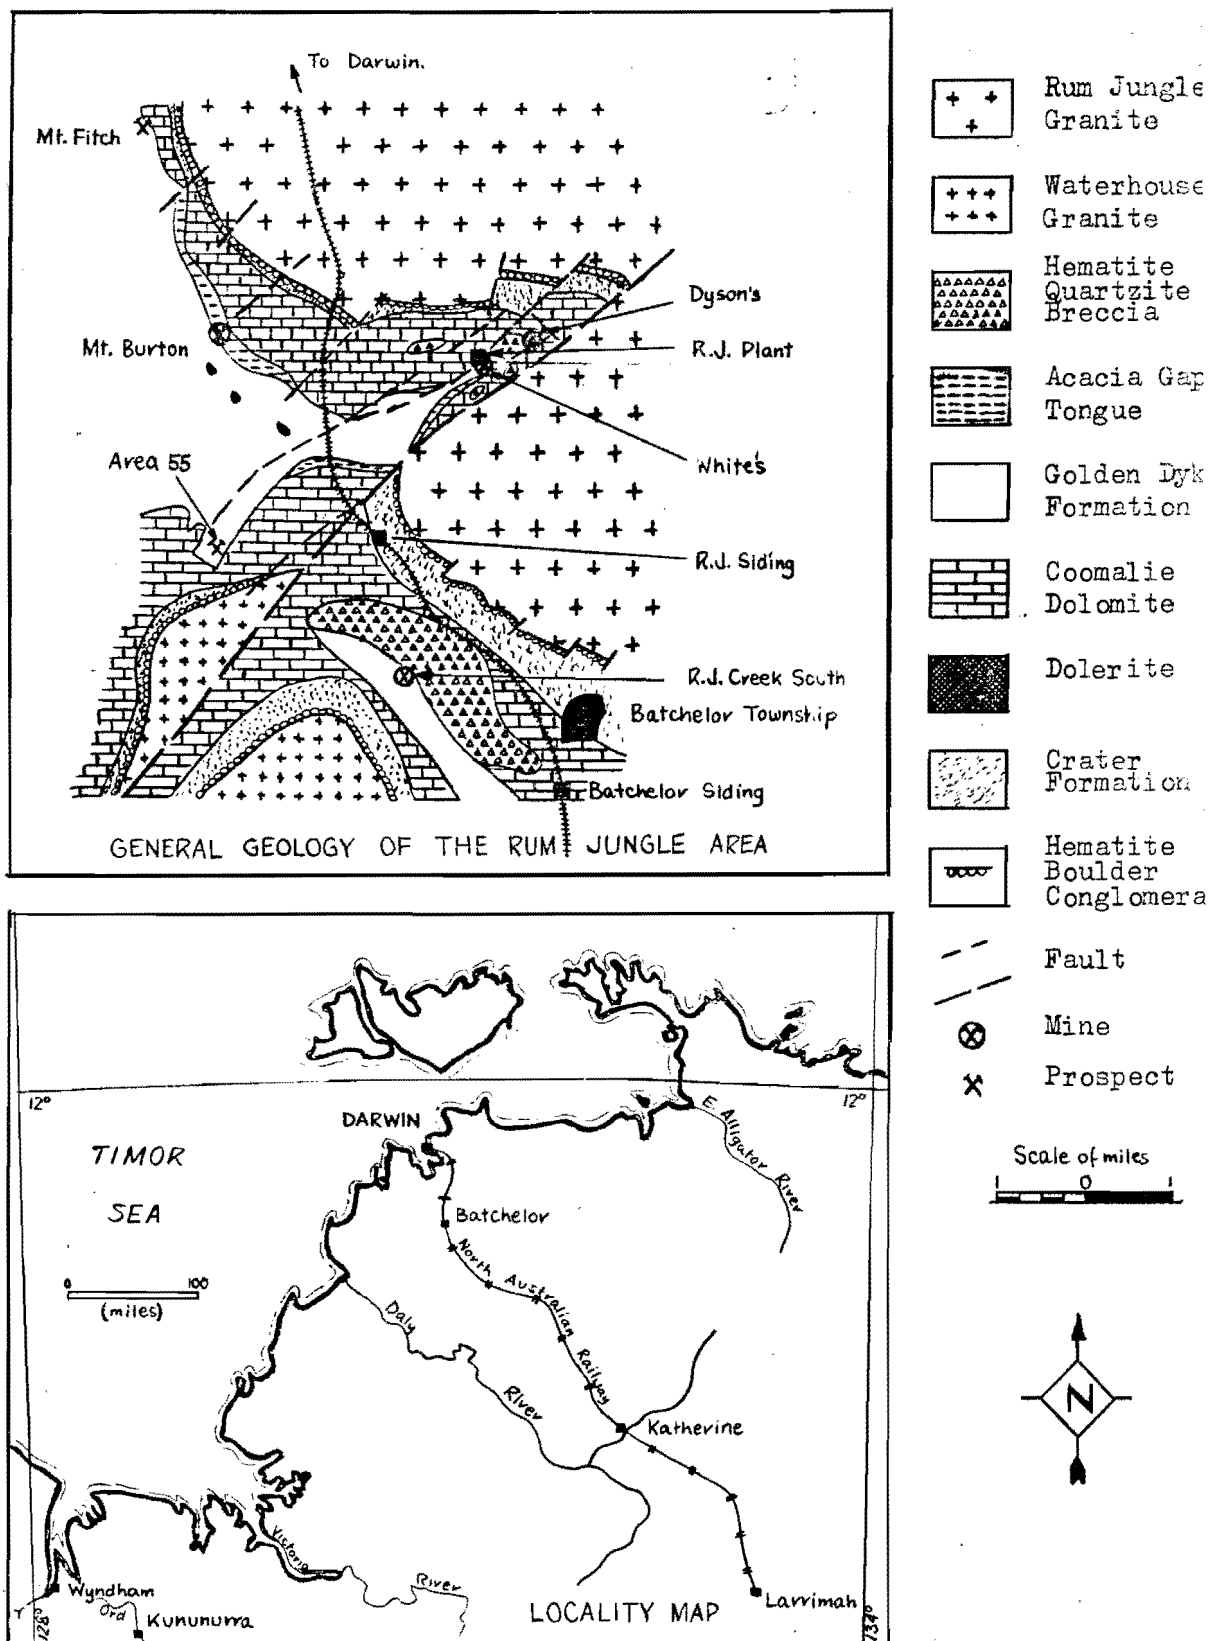 To Darwin.
Mt. Fitch
Dyson's
Mt. Burton
R.J. Plant
Area 55
White's
R.J. Siding
R.J. Creek South
Batchelor Township
Batchelor Siding
GENERAL GEOLOGY OF THE RUM JUNGLE AREA
Rum Jungle
Granite
Waterhouse
Granite
Hematite
Quartzite
Breccia
Acacia Gap
Tongue
Golden Dyk
Formation
Coomalie
Dolomite
Dolerite
Crater
Formation
Hematite
Boulder
Conglomera
Fault
Mine
Prospect
Scale of miles
1 0 1
N
12° 12°
DARWIN
TIMOR
SEA
E. Alligator River
Batchelor
0 100
(miles)
North Australian Railway
Daly River
Katherine
Victoria River
Wyndham
Ord
Kununurra
Larrimah
LOCALITY MAP
128° 134°